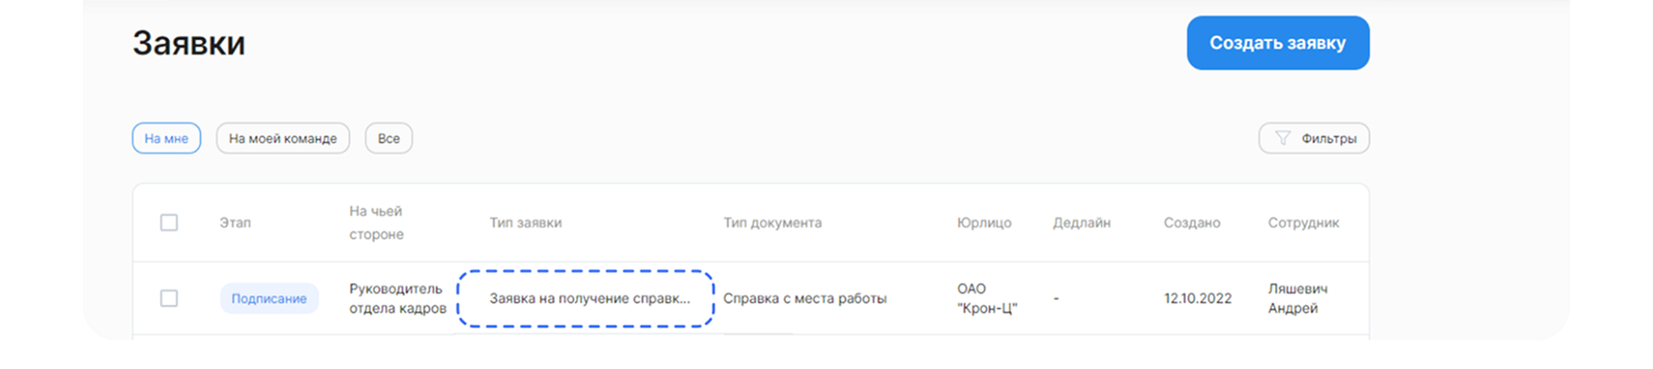 Заявки
Создать заявку
На мне
На моей команде
Все
Фильтры
Этап
На чьей
стороне
Тип заявки
Тип документа
Юрлицо
Дедлайн
Создано
Сотрудник
Подписание
Руководитель
отдела кадров
Заявка на получение справк...
Справка с места работы
ОАО
"Крон-Ц"
-
12.10.2022
Ляшевич
Андрей